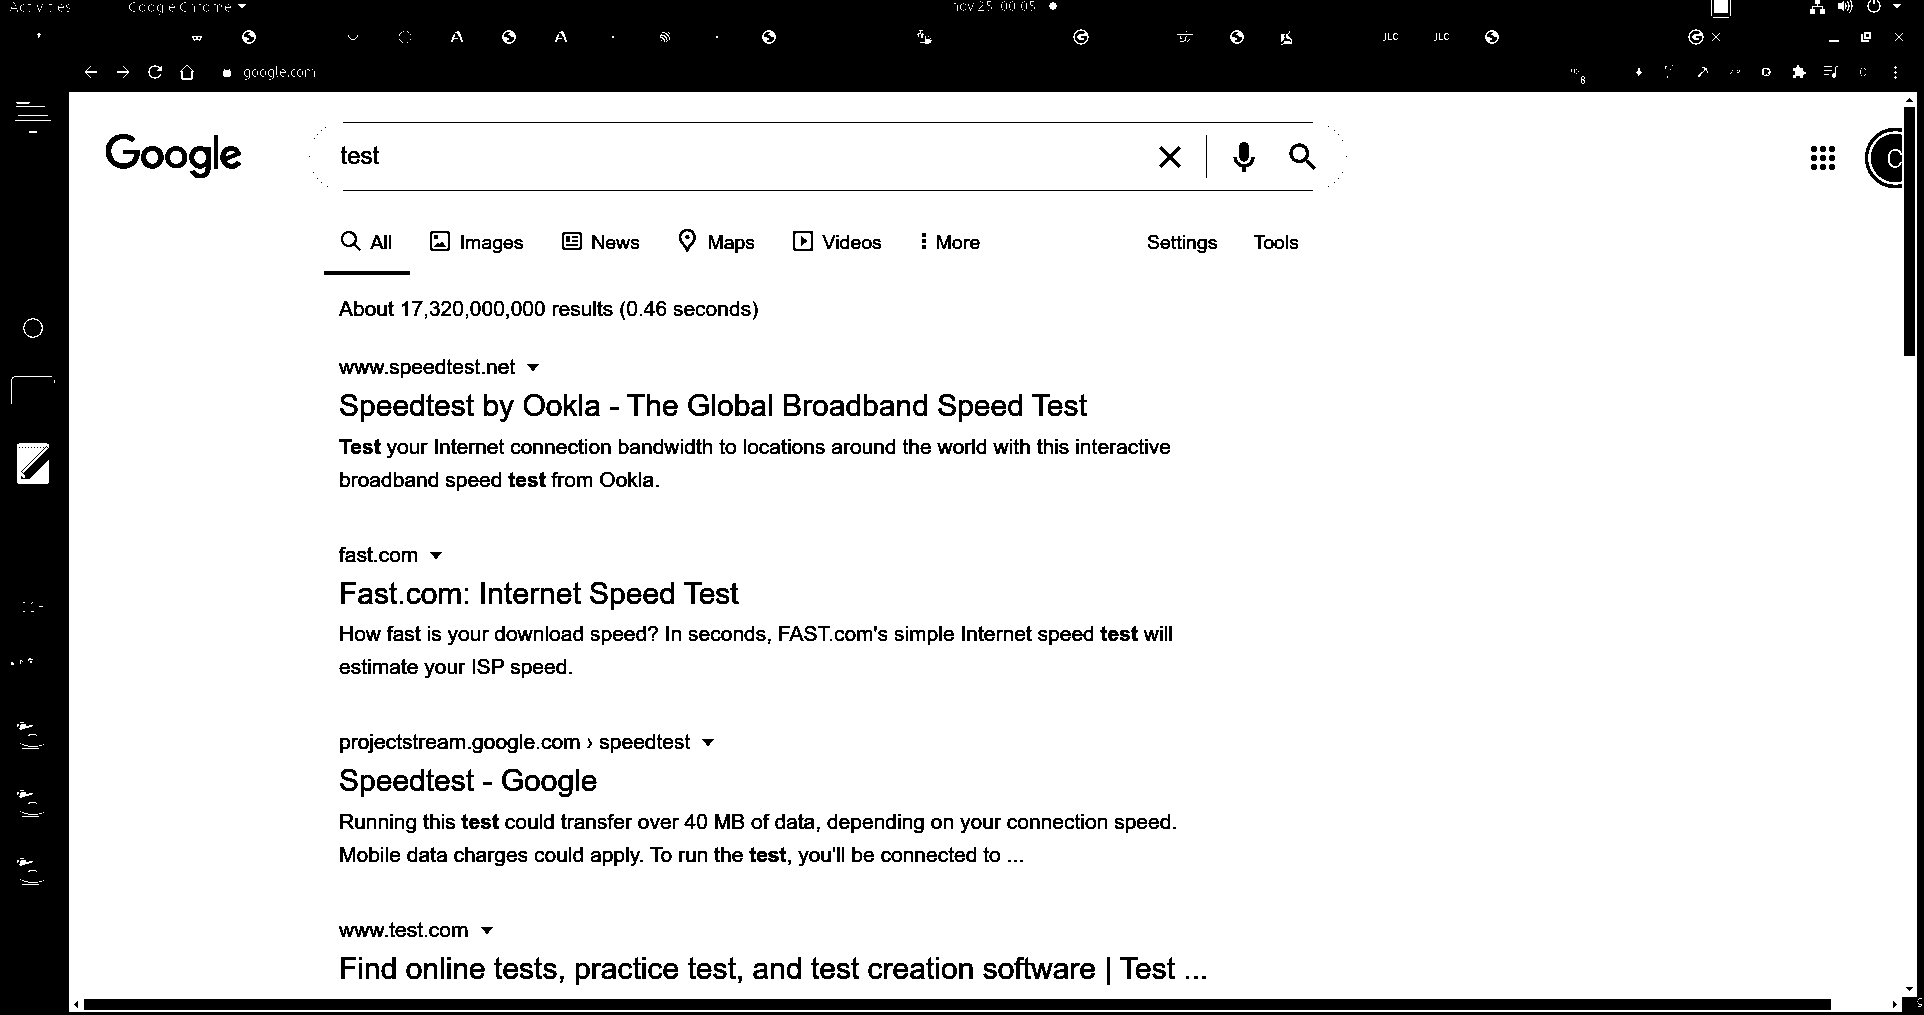 Activities
Google Chrome
nov 25 00:05
JLC
JLC
google.com
Google
test
C
All
Images
News
Maps
Videos
More
Settings
Tools
About 17,320,000,000 results (0.46 seconds)
www.speedtest.net
Speedtest by Ookla - The Global Broadband Speed Test
Test your Internet connection bandwidth to locations around the world with this interactive
broadband speed test from Ookla.
fast.com
Fast.com: Internet Speed Test
How fast is your download speed? In seconds, FAST.com's simple Internet speed test will
estimate your ISP speed.
projectstream.google.com › speedtest
Speedtest - Google
Running this test could transfer over 40 MB of data, depending on your connection speed.
Mobile data charges could apply. To run the test, you'll be connected to ...
www.test.com
Find online tests, practice test, and test creation software | Test ...